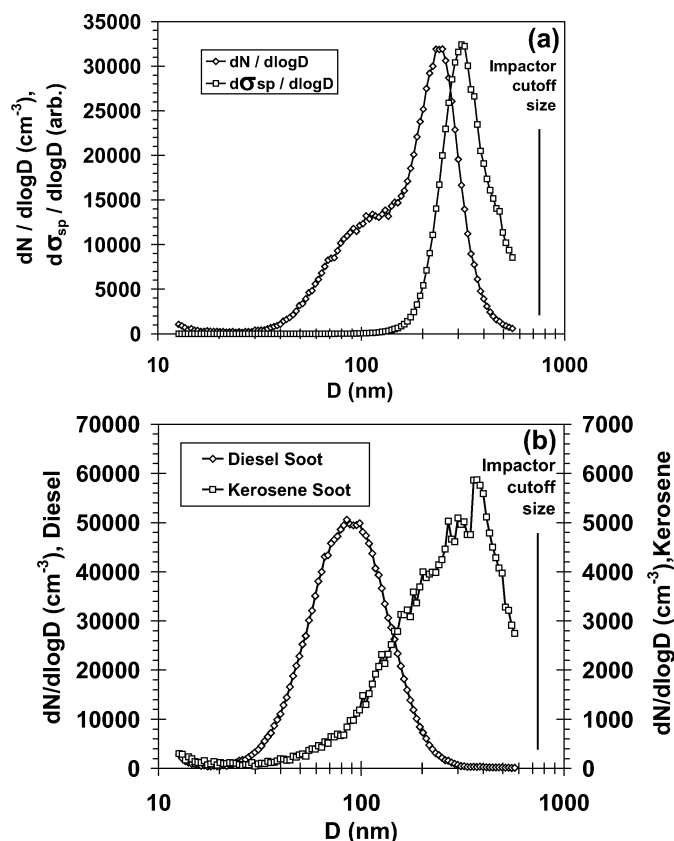 (a)
dN / dlogD
dσsp / dlogD
Impactor
cutoff
size
dN / dlogD (cm⁻³),
dσsp / dlogD (arb.)
35000
30000
25000
20000
15000
10000
5000
0
10
100
1000
D (nm)
(b)
Diesel Soot
Kerosene Soot
Impactor
cutoff
size
dN/dlogD (cm⁻³), Diesel
70000
60000
50000
40000
30000
20000
10000
0
7000
6000
5000
4000
3000
2000
1000
0
dN/dlogD (cm⁻³),Kerosene
10
100
1000
D (nm)